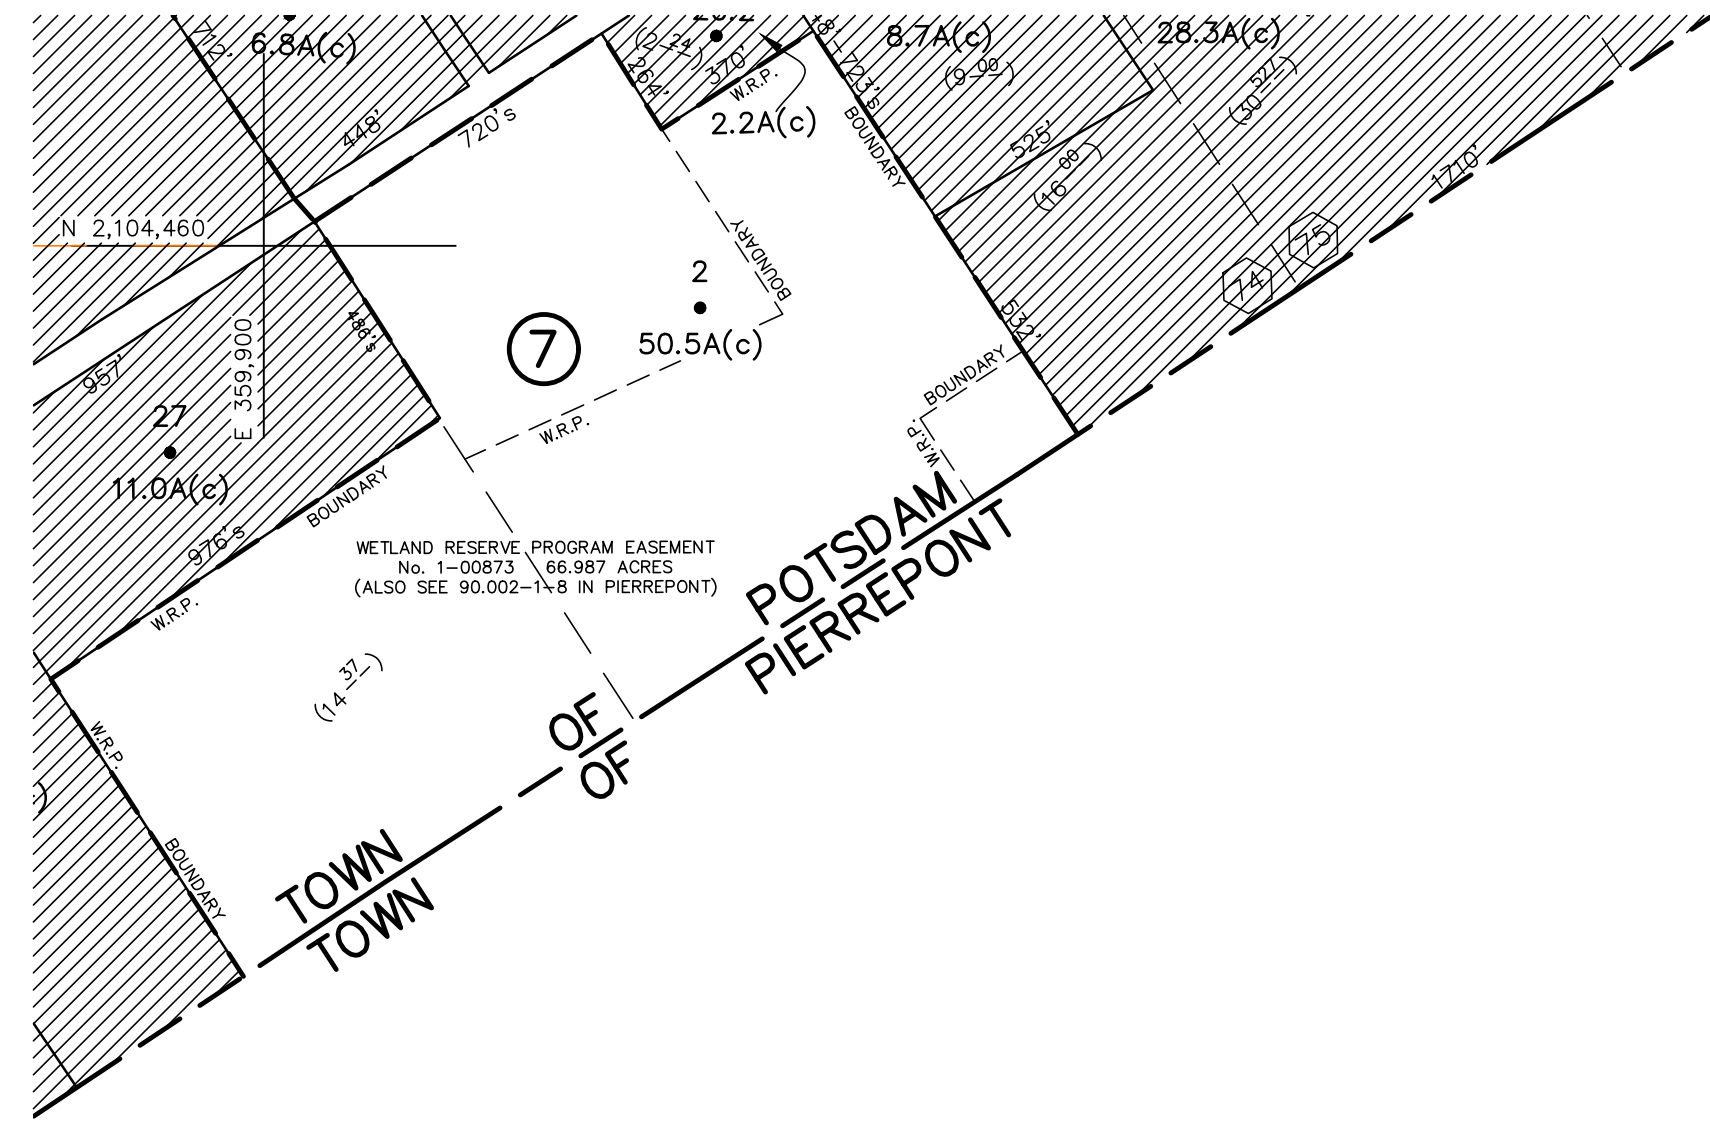 712'
6.8A(c)
448'
720's
(2 24)
264'
370'
W.R.P.
2.2A(c)
8.7A(c)
(9 00)
723's
BOUNDARY
525'
(16 00)
28.3A(c)
(30 527)
1710'
75
74
N 2,104,460
E 359,900
486's
BOUNDARY
2
50.5A(c)
7
W.R.P.
532'
BOUNDARY
W.R.P.
957'
27
11.0A(c)
976's
BOUNDARY
W.R.P.
WETLAND RESERVE PROGRAM EASEMENT
No. 1-00873 66.987 ACRES
(ALSO SEE 90.002-1-8 IN PIERREPONT)
(14 37)
W.R.P.
BOUNDARY
TOWN OF POTSDAM
TOWN OF PIERREPONT